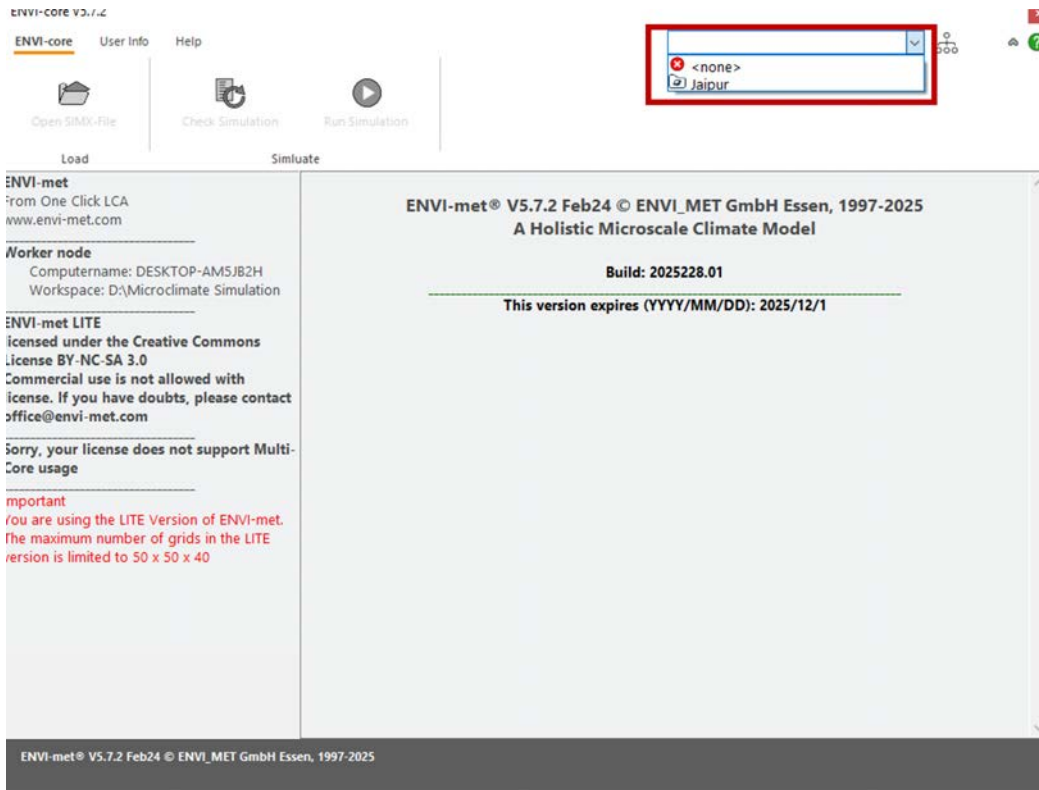 ENVI-core V5.7.2
ENVI-core User Info Help
<none>
Jaipur
Open SIMX-File Check Simulation Run Simulation
Load Simluate
ENVI-met
From One Click LCA
www.envi-met.com
Worker node
Computername: DESKTOP-AM5JB2H
Workspace: D:\Microclimate Simulation
ENVI-met LITE
licensed under the Creative Commons
License BY-NC-SA 3.0
Commercial use is not allowed with
license. If you have doubts, please contact
office@envi-met.com
Sorry, your license does not support Multi-
Core usage
Important
You are using the LITE Version of ENVI-met.
The maximum number of grids in the LITE
version is limited to 50 x 50 x 40
ENVI-met® V5.7.2 Feb24 © ENVI_MET GmbH Essen, 1997-2025
A Holistic Microscale Climate Model
Build: 2025228.01
This version expires (YYYY/MM/DD): 2025/12/1
ENVI-met® V5.7.2 Feb24 © ENVI_MET GmbH Essen, 1997-2025